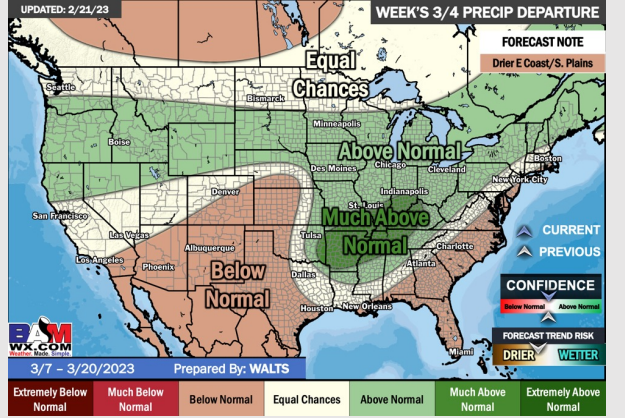 UPDATED: 2/21/23
WEEK'S 3/4 PRECIP DEPARTURE
FORECAST NOTE
Drier E Coast/S. Plains
Equal
Chances
Seattle
Bismarck
Minneapolis
Boise
Above Normal
Chicago
Cleveland
Boston
Des Moines
New York City
Denver
Indianapolis
St. Louis
San Francisco
Much Above
Normal
Las Vegas
Tulsa
CURRENT
Albuquerque
Charlotte
PREVIOUS
Los Angeles
Phoenix
Below
Normal
Dallas
Atlanta
CONFIDENCE
Below Normal
Above Normal
Houston
New Orleans
BAM
WX.COM
Weather. Made. Simple.
FORECAST TREND RISK
DRIER
WETTER
Miami
3/7 – 3/20/2023
Prepared By: WALTS
Extremely Below
Normal
Much Below
Normal
Below Normal
Equal Chances
Above Normal
Much Above
Normal
Extremely Above
Normal